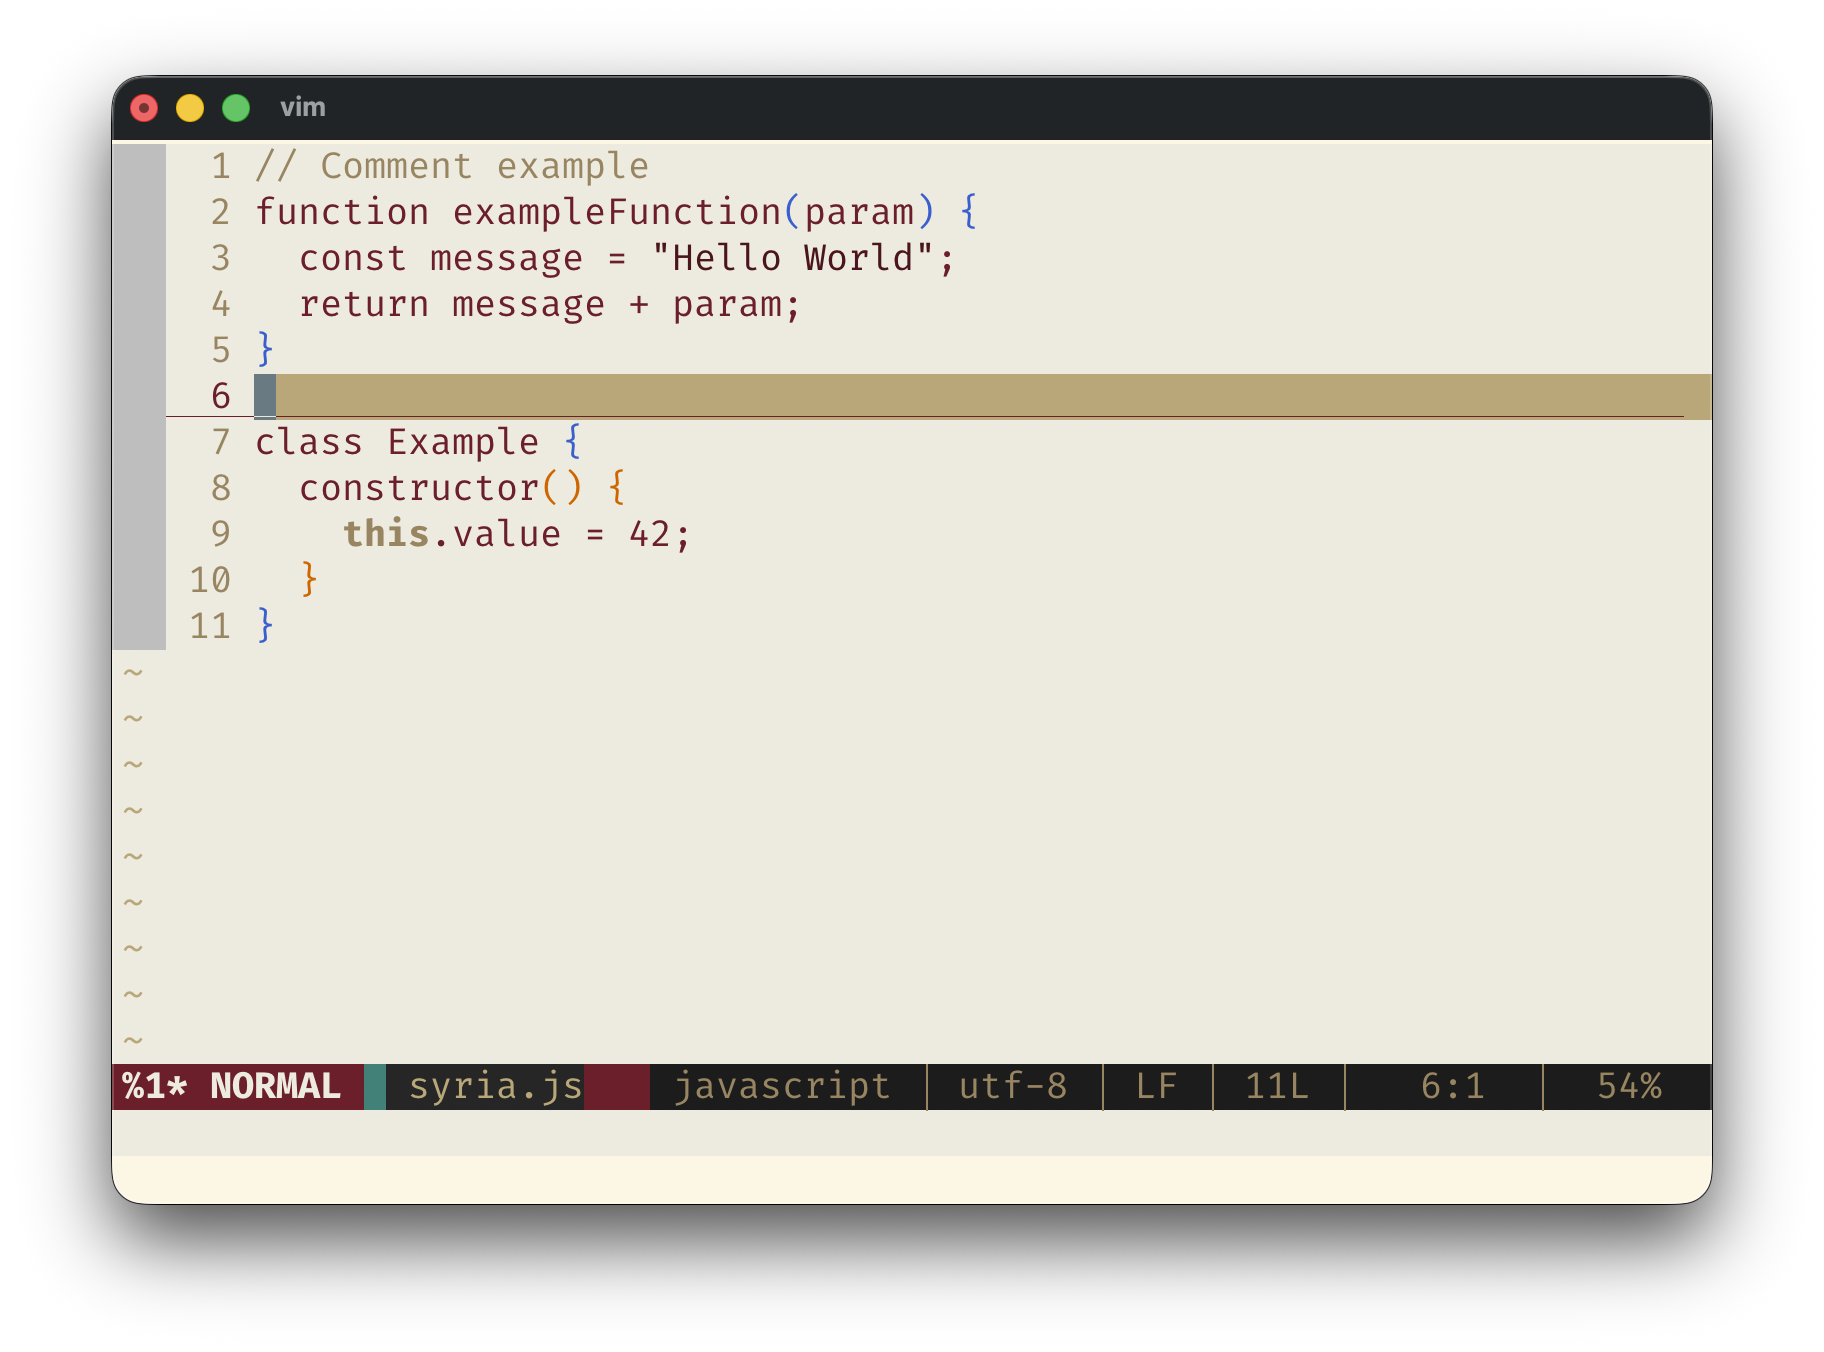 vim
1 // Comment example
2 function exampleFunction(param) {
3   const message = "Hello World";
4   return message + param;
5 }
6
7 class Example {
8   constructor() {
9     this.value = 42;
10   }
11 }
~
~
~
~
~
~
~
~
~
%1* NORMAL syria.js javascript utf-8 LF 11L 6:1 54%